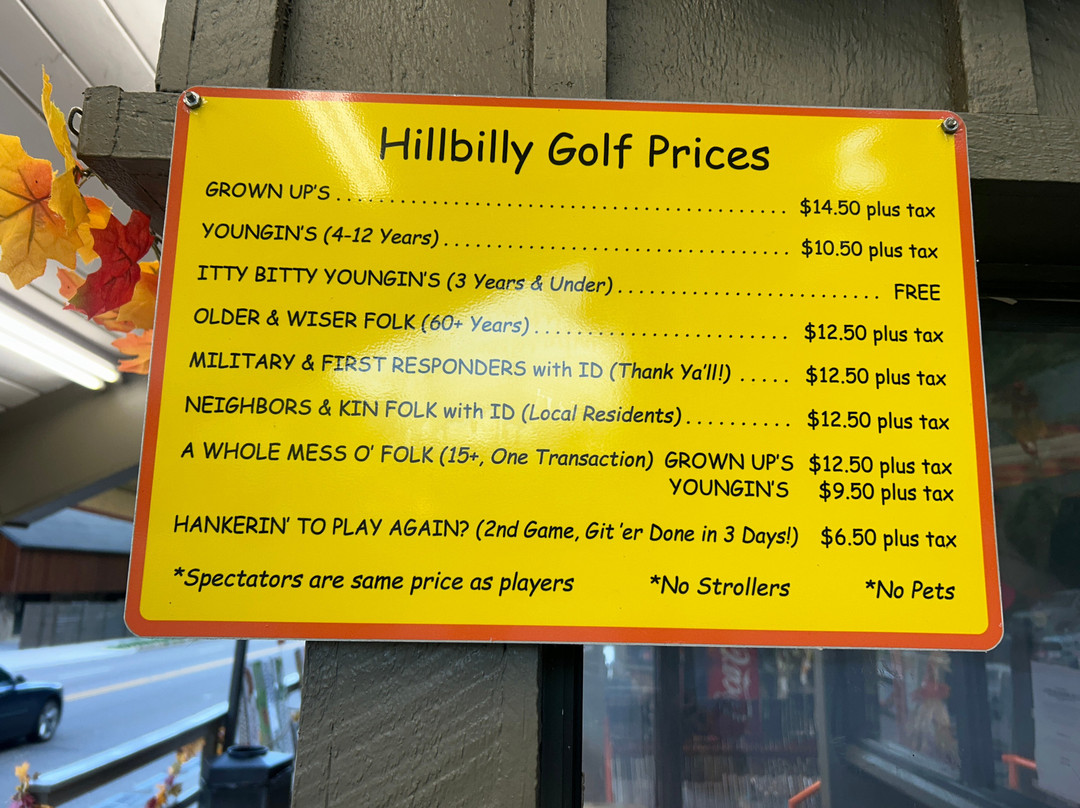 Hillbilly Golf Prices
GROWN UP'S ........................................ $14.50 plus tax
YOUNGIN'S (4-12 Years) ................................ $10.50 plus tax
ITTY BITTY YOUNGIN'S (3 Years & Under) ........................ FREE
OLDER & WISER FOLK (60+ Years) ........................ $12.50 plus tax
MILITARY & FIRST RESPONDERS with ID (Thank Ya'll!) ..... $12.50 plus tax
NEIGHBORS & KIN FOLK with ID (Local Residents) .......... $12.50 plus tax
A WHOLE MESS O' FOLK (15+, One Transaction) GROWN UP'S $12.50 plus tax
YOUNGIN'S $9.50 plus tax
HANKERIN' TO PLAY AGAIN? (2nd Game, Git 'er Done in 3 Days!) $6.50 plus tax
*Spectators are same price as players *No Strollers *No Pets